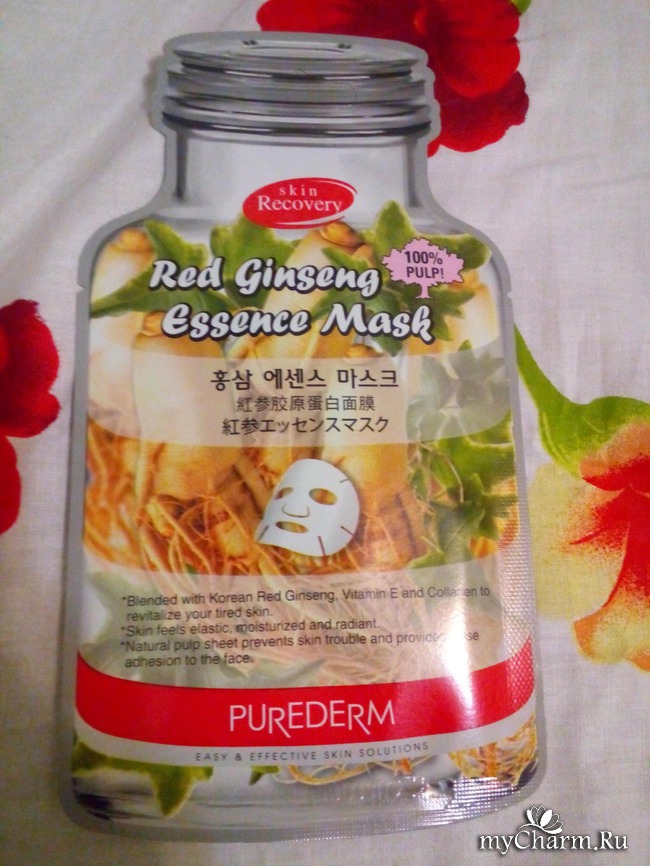 skin
Recovery
100%
PULP!
Red Ginseng
Essence Mask
홍삼 에센스 마스크
紅参胶原蛋白面膜
紅参エッセンスマスク
*Blended with Korean Red Ginseng, Vitamin E and Collagen to
revitalize your tired skin.
*Skin feels elastic, moisturized and radiant.
*Natural pulp sheet prevents skin trouble and provides
adhesion to the face.
PUREDERM
EASY & EFFECTIVE SKIN SOLUTIONS
myCharm.Ru